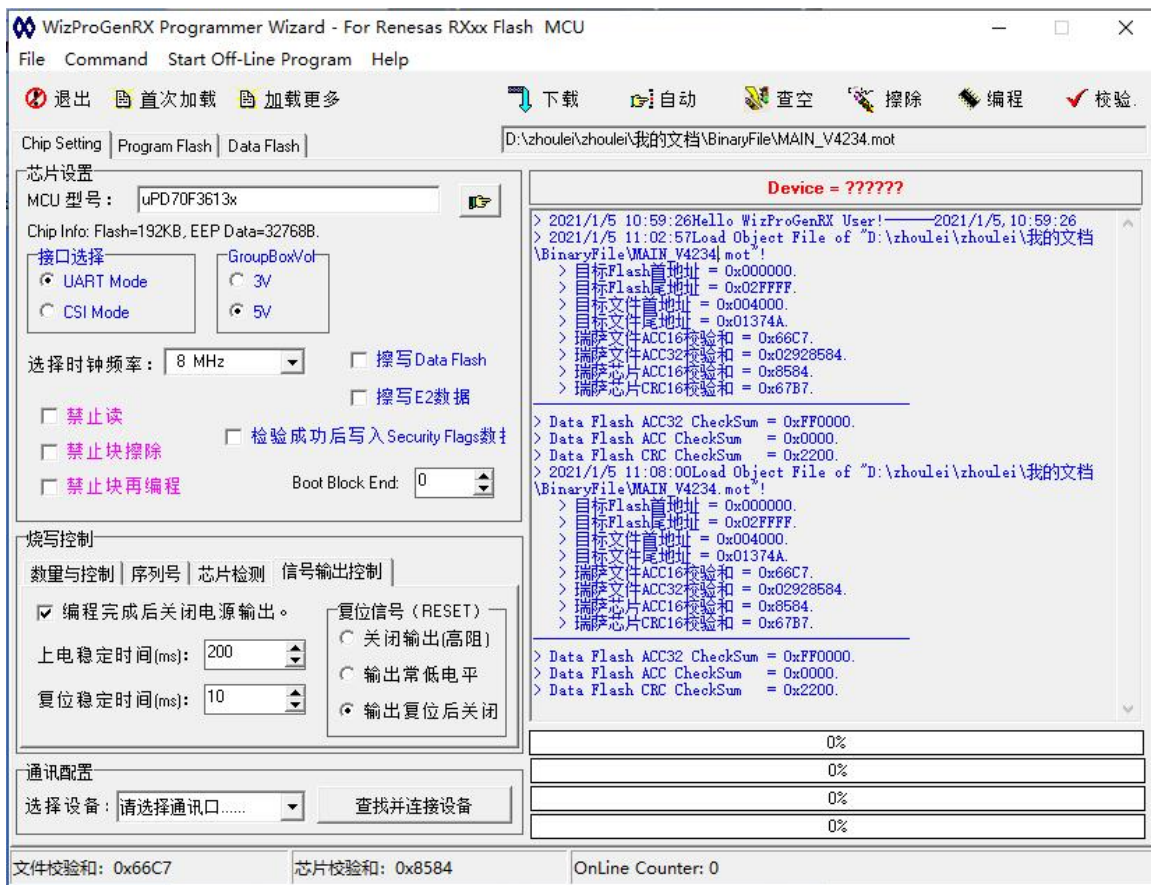 WizProGenRX Programmer Wizard - For Renesas RXxx Flash MCU
File Command Start Off-Line Program Help
退出 首次加载 加载更多 下载 自动 查空 擦除 编程 校验.
Chip Setting Program Flash Data Flash
D:\zhoulei\zhoulei\我的文档\BinaryFile\MAIN_V4234.mot
芯片设置
MCU 型号： uPD70F3613x
Chip Info: Flash=192KB, EEP Data=32768B.
接口选择
UART Mode
CSI Mode
GroupBoxVol
3V
5V
选择时钟频率： 8 MHz
擦写Data Flash
擦写E2数据
禁止读
禁止块擦除
禁止块再编程
检验成功后写入Security Flags数
Boot Block End: 0
烧写控制
数量与控制 序列号 芯片检测 信号输出控制
编程完成后关闭电源输出。
上电稳定时间(ms)： 200
复位稳定时间(ms)： 10
复位信号（RESET）
关闭输出(高阻)
输出常低电平
输出复位后关闭
通讯配置
选择设备： 请选择通讯口...... 查找并连接设备
Device = ??????
> 2021/1/5 10:59:26Hello WizProGenRX User!────2021/1/5,10:59:26
> 2021/1/5 11:02:57Load Object File of "D:\zhoulei\zhoulei\我的文档
\BinaryFile\MAIN_V4234.mot"!
> 目标Flash首地址 = 0x000000.
> 目标Flash尾地址 = 0x02FFFF.
> 目标文件首地址 = 0x004000.
> 目标文件尾地址 = 0x01374A.
> 瑞萨文件ACC16校验和 = 0x66C7.
> 瑞萨文件ACC32校验和 = 0x02928584.
> 瑞萨芯片ACC16校验和 = 0x8584.
> 瑞萨芯片CRC16校验和 = 0x67B7.
> Data Flash ACC32 CheckSum = 0xFF0000.
> Data Flash ACC CheckSum = 0x0000.
> Data Flash CRC CheckSum = 0x2200.
> 2021/1/5 11:08:00Load Object File of "D:\zhoulei\zhoulei\我的文档
\BinaryFile\MAIN_V4234.mot"!
> 目标Flash首地址 = 0x000000.
> 目标Flash尾地址 = 0x02FFFF.
> 目标文件首地址 = 0x004000.
> 目标文件尾地址 = 0x01374A.
> 瑞萨文件ACC16校验和 = 0x66C7.
> 瑞萨文件ACC32校验和 = 0x02928584.
> 瑞萨芯片ACC16校验和 = 0x8584.
> 瑞萨芯片CRC16校验和 = 0x67B7.
> Data Flash ACC32 CheckSum = 0xFF0000.
> Data Flash ACC CheckSum = 0x0000.
> Data Flash CRC CheckSum = 0x2200.
0%
0%
0%
0%
文件校验和: 0x66C7 芯片校验和: 0x8584 OnLine Counter: 0